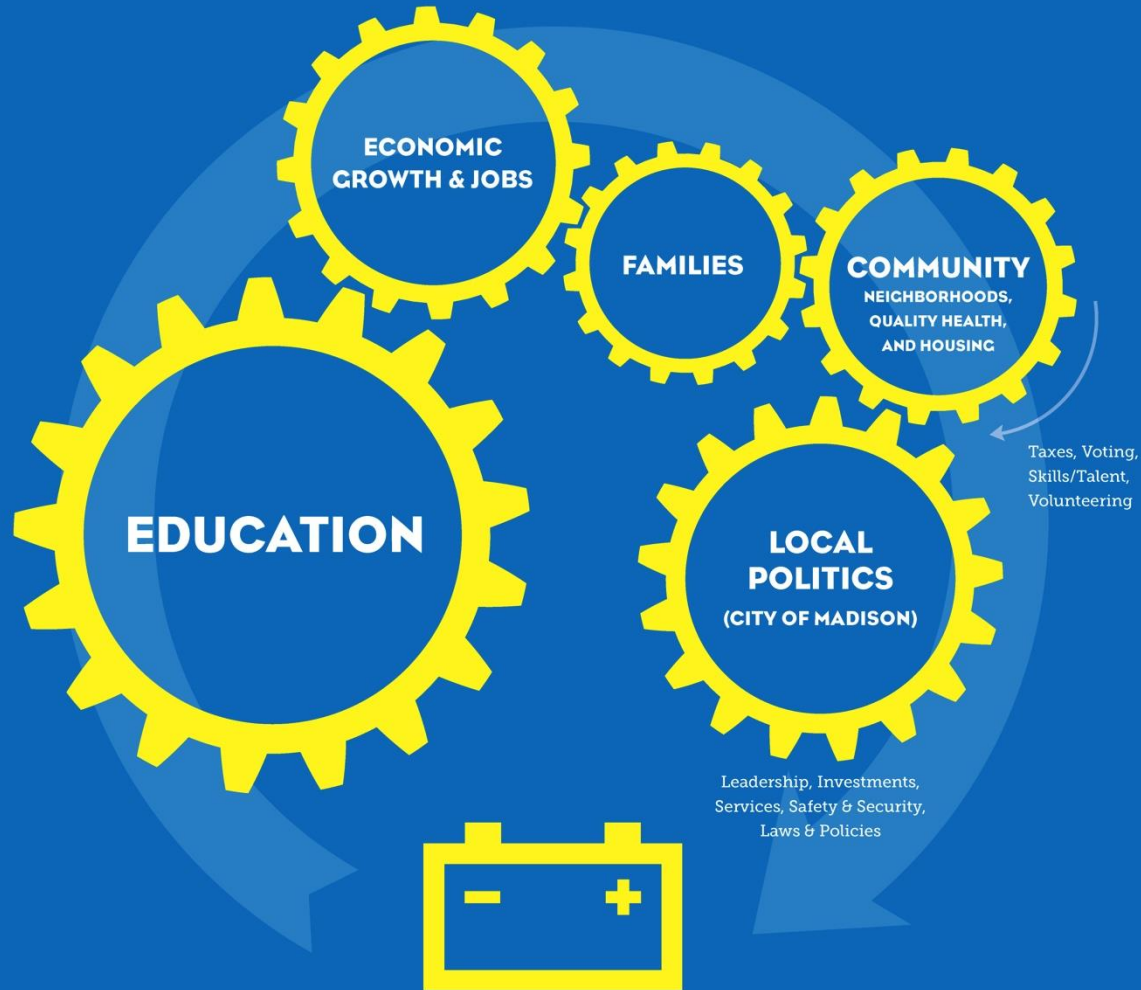 ECONOMIC
GROWTH & JOBS
FAMILIES
COMMUNITY
NEIGHBORHOODS,
QUALITY HEALTH,
AND HOUSING
Taxes, Voting,
Skills/Talent,
Volunteering
EDUCATION
LOCAL
POLITICS
(CITY OF MADISON)
Leadership, Investments,
Services, Safety & Security,
Laws & Policies